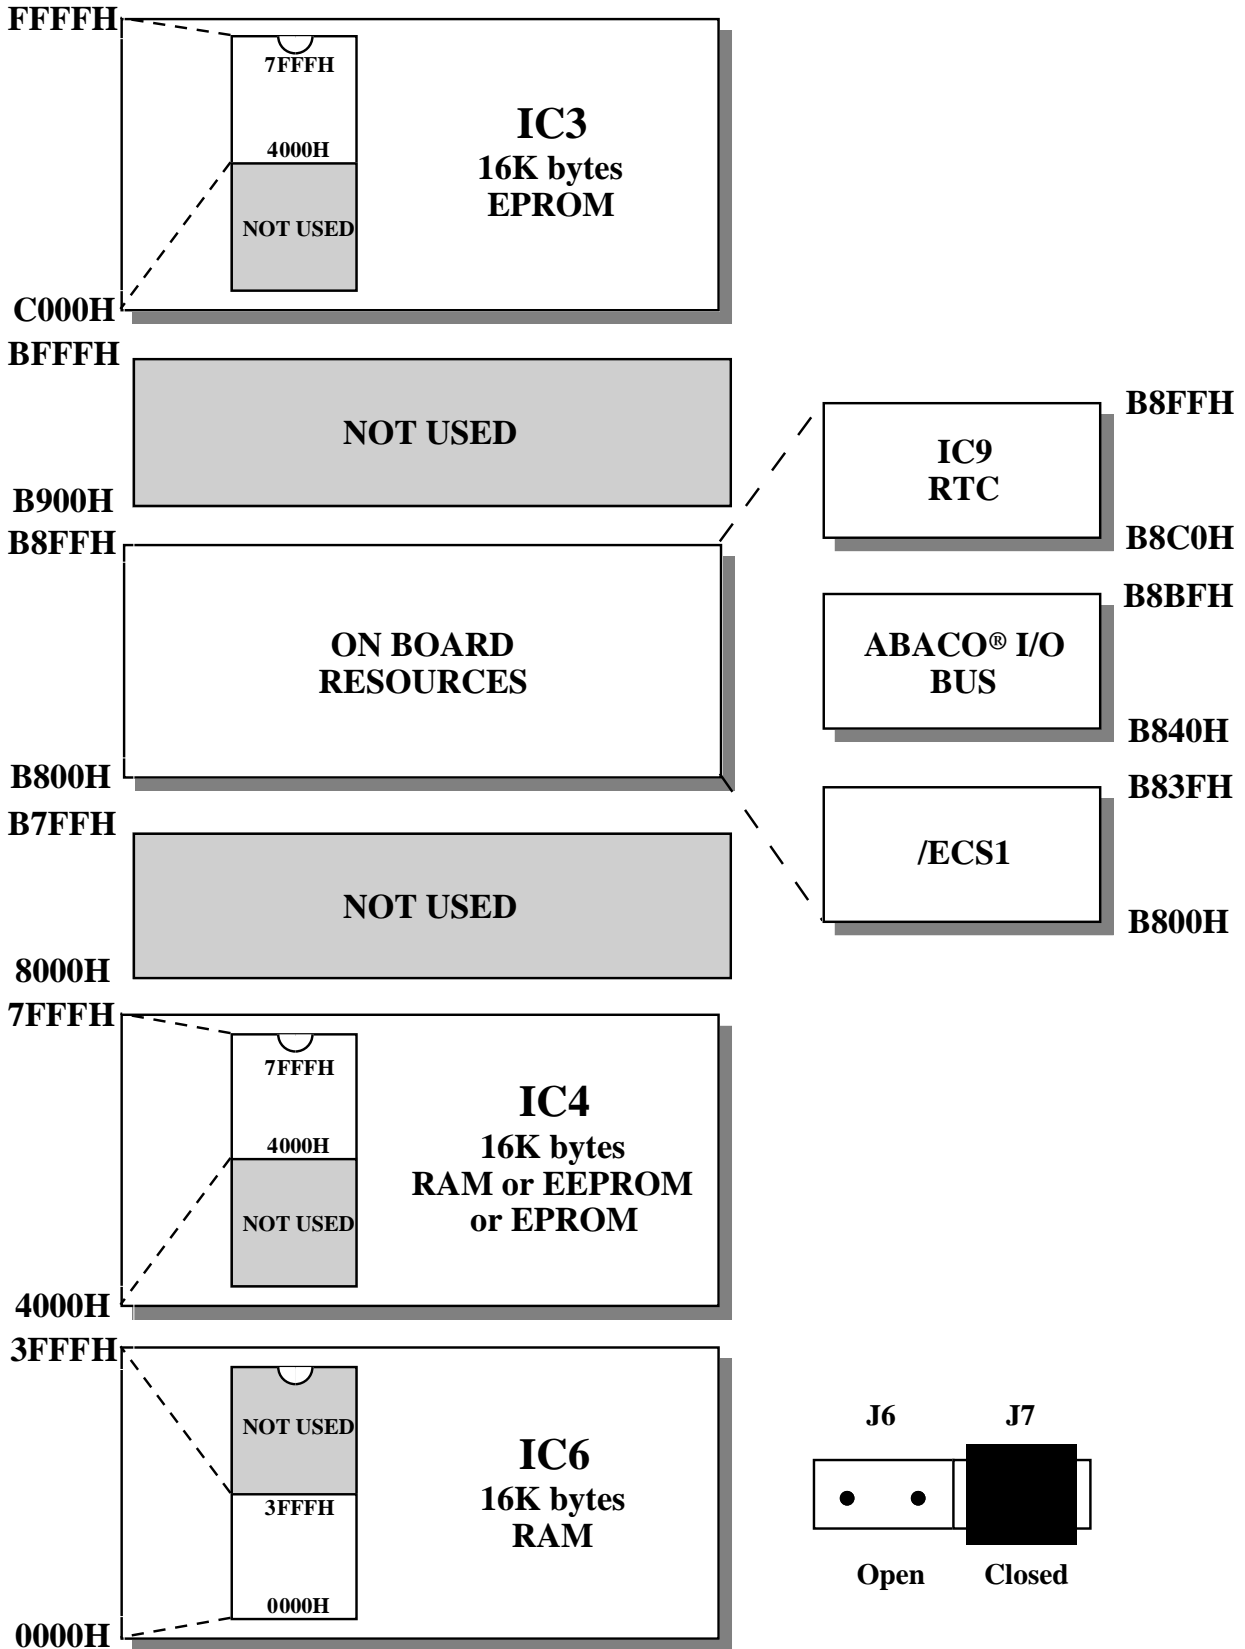 FFFFH
7FFFH
4000H
NOT USED
IC3
16K bytes
EPROM
C000H
BFFFH
NOT USED
B900H
B8FFH
ON BOARD
RESOURCES
B800H
B8FFH
IC9
RTC
B8C0H
B8BFH
ABACO® I/O
BUS
B840H
B83FH
/ECS1
B800H
B7FFH
NOT USED
8000H
7FFFH
7FFFH
4000H
NOT USED
IC4
16K bytes
RAM or EEPROM
or EPROM
4000H
3FFFH
NOT USED
3FFFH
0000H
IC6
16K bytes
RAM
0000H
J6 J7
Open Closed